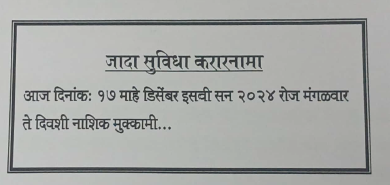 जादा सुविधा करारनामा
आज दिनांकः १७ माहे डिसेंबर इसवी सन २०२४ रोज मंगळवार
ते दिवशी नाशिक मुक्कामी...